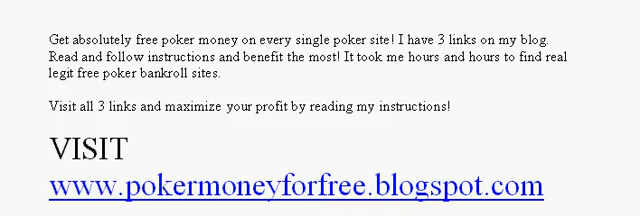 Get absolutely free poker money on every single poker site! I have 3 links on my blog.
Read and follow instructions and benefit the most! It took me hours and hours to find real
legit free poker bankroll sites.
Visit all 3 links and maximize your profit by reading my instructions!
VISIT
www.pokermoneyforfree.blogspot.com